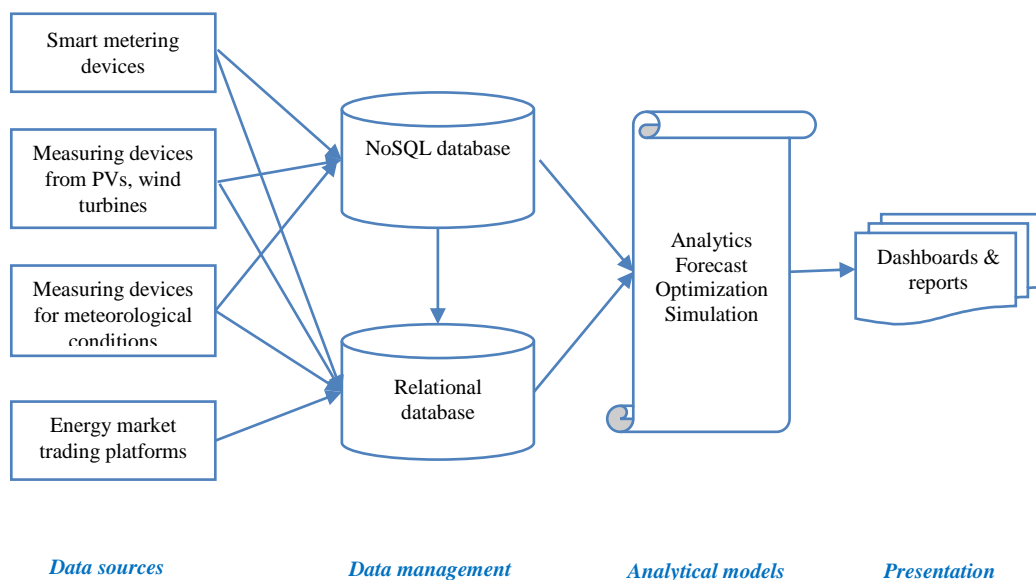 Smart metering
devices
Measuring devices
from PVs, wind
turbines
Measuring devices
for meteorological
conditions
Energy market
trading platforms
NoSQL database
Relational
database
Analytics
Forecast
Optimization
Simulation
Dashboards &
reports
Data sources
Data management
Analytical models
Presentation